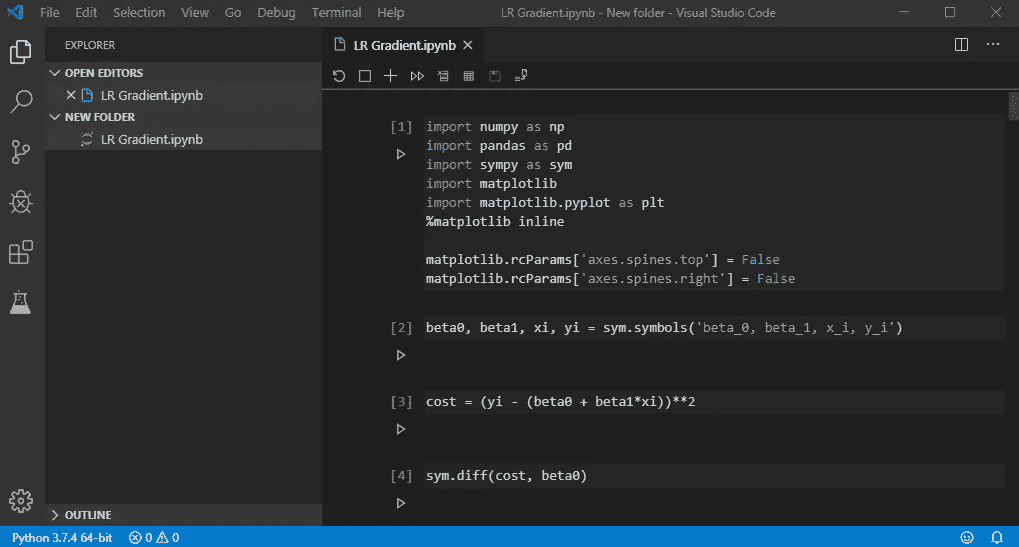 File Edit Selection View Go Debug Terminal Help LR Gradient.ipynb - New folder - Visual Studio Code
EXPLORER
OPEN EDITORS
LR Gradient.ipynb
NEW FOLDER
LR Gradient.ipynb
OUTLINE
LR Gradient.ipynb
[1] import numpy as np
import pandas as pd
import sympy as sym
import matplotlib
import matplotlib.pyplot as plt
%matplotlib inline
matplotlib.rcParams['axes.spines.top'] = False
matplotlib.rcParams['axes.spines.right'] = False
[2] beta0, beta1, xi, yi = sym.symbols('beta_0, beta_1, x_i, y_i')
[3] cost = (yi - (beta0 + beta1*xi))**2
[4] sym.diff(cost, beta0)
Python 3.7.4 64-bit 0 0